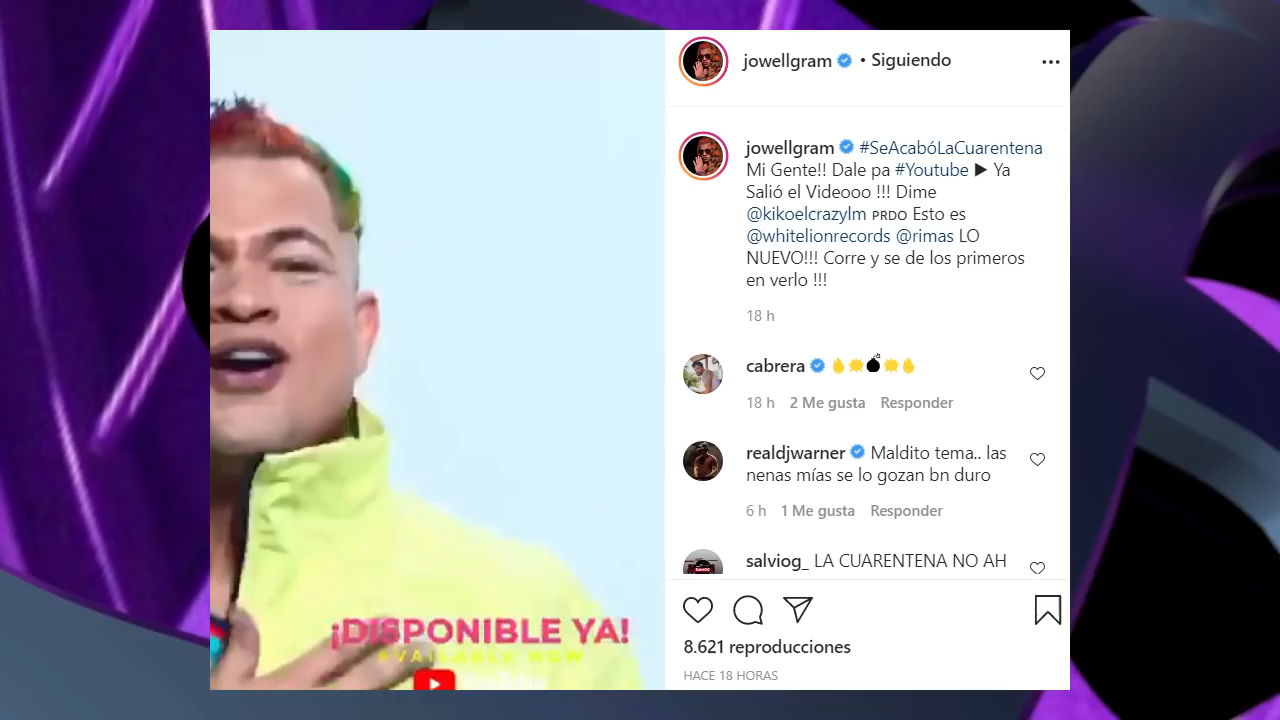 jowellgram • Siguiendo
jowellgram #SeAcabóLaCuarentena
Mi Gente!! Dale pa #Youtube ▶ Ya
Salió el Videooo !!! Dime
@kikoelcrazylm ᴘʀᴅᴏ Esto es
@whitelionrecords @rimas LO
NUEVO!!! Corre y se de los primeros
en verlo !!!
18 h
cabrera 🔥💥💣💥🔥
18 h 2 Me gusta Responder
realdjwarner Maldito tema.. las
nenas mías se lo gozan bn duro
6 h 1 Me gusta Responder
salviog_ LA CUARENTENA NO AH
¡DISPONIBLE YA!
AVAILABLE NOW
8.621 reproducciones
HACE 18 HORAS